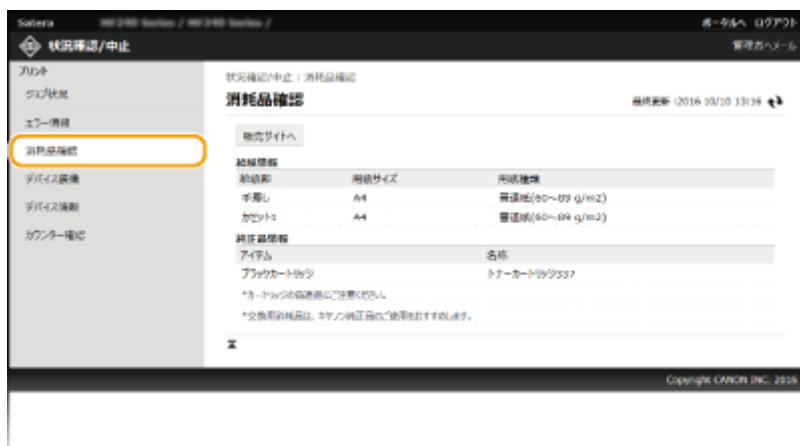 Satera MF240 Series / MF240 Series / ポータルへ ログアウト
状況確認/中止 管理者へメール
プリント
ジョブ状況
エラー情報
消耗品確認
デバイス装備
デバイス情報
カウンター確認
状況確認/中止 : 消耗品確認
消耗品確認 最終更新 :2016 10/10 13:16
販売サイトへ
給紙情報
給紙部 用紙サイズ 用紙種類
手差し A4 普通紙(60～89 g/m2)
カセット1 A4 普通紙(60～89 g/m2)
純正品情報
アイテム 名称
ブラックカートリッジ トナーカートリッジ337
*カートリッジの偽造品にご注意ください。
*交換用消耗品は、キヤノン純正品のご使用をおすすめします。
Copyright CANON INC. 2016